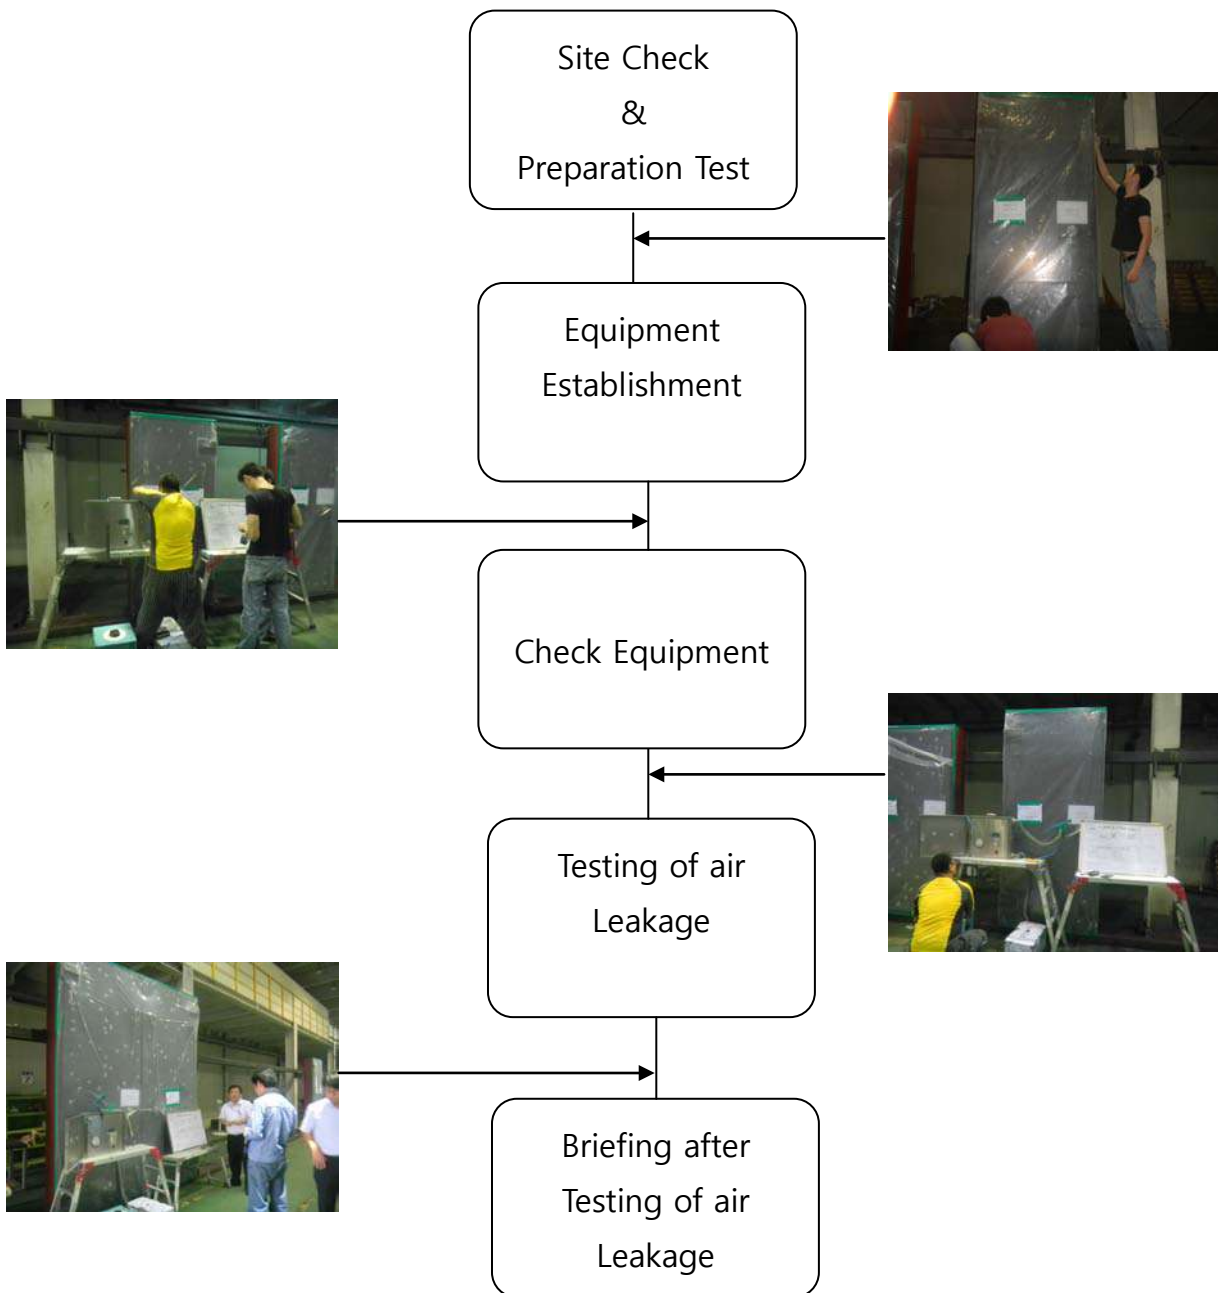 Site Check
&
Preparation Test
Equipment
Establishment
Check Equipment
Testing of air
Leakage
Briefing after
Testing of air
Leakage